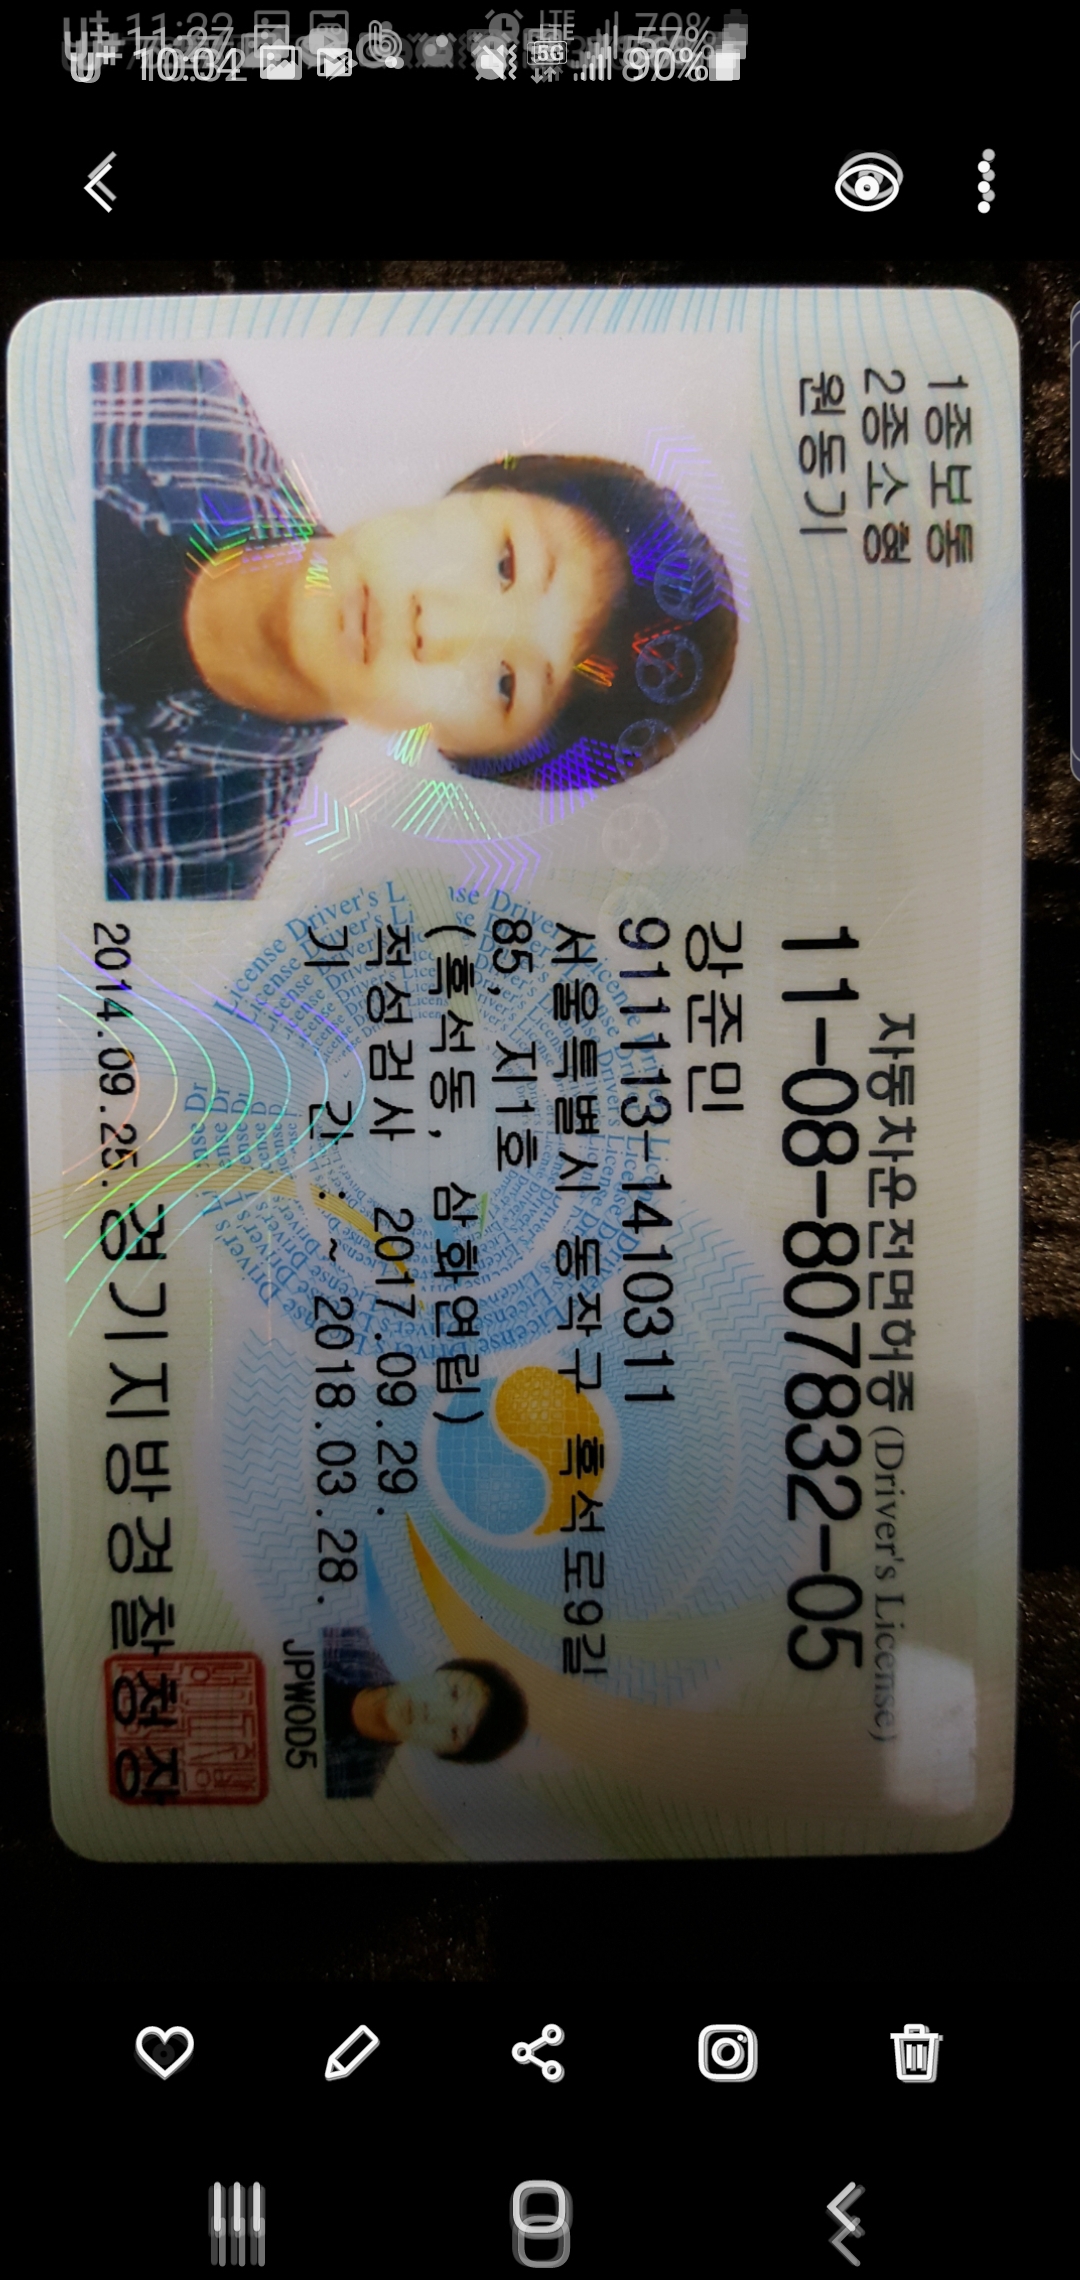 10:04
5G
90%
1종보통
2종소형
원동기
자동차운전면허증 (Driver's License)
11-08-807832-05
강준민
911113-1410311
서울특별시 동작구 흑석로9길
85, 지1호
(흑석동, 삼화연립)
적성검사 2017.09.29.
기 간 : ~ 2018.03.28.
JPWOD5
2014.09.25. 경기지방경찰청장